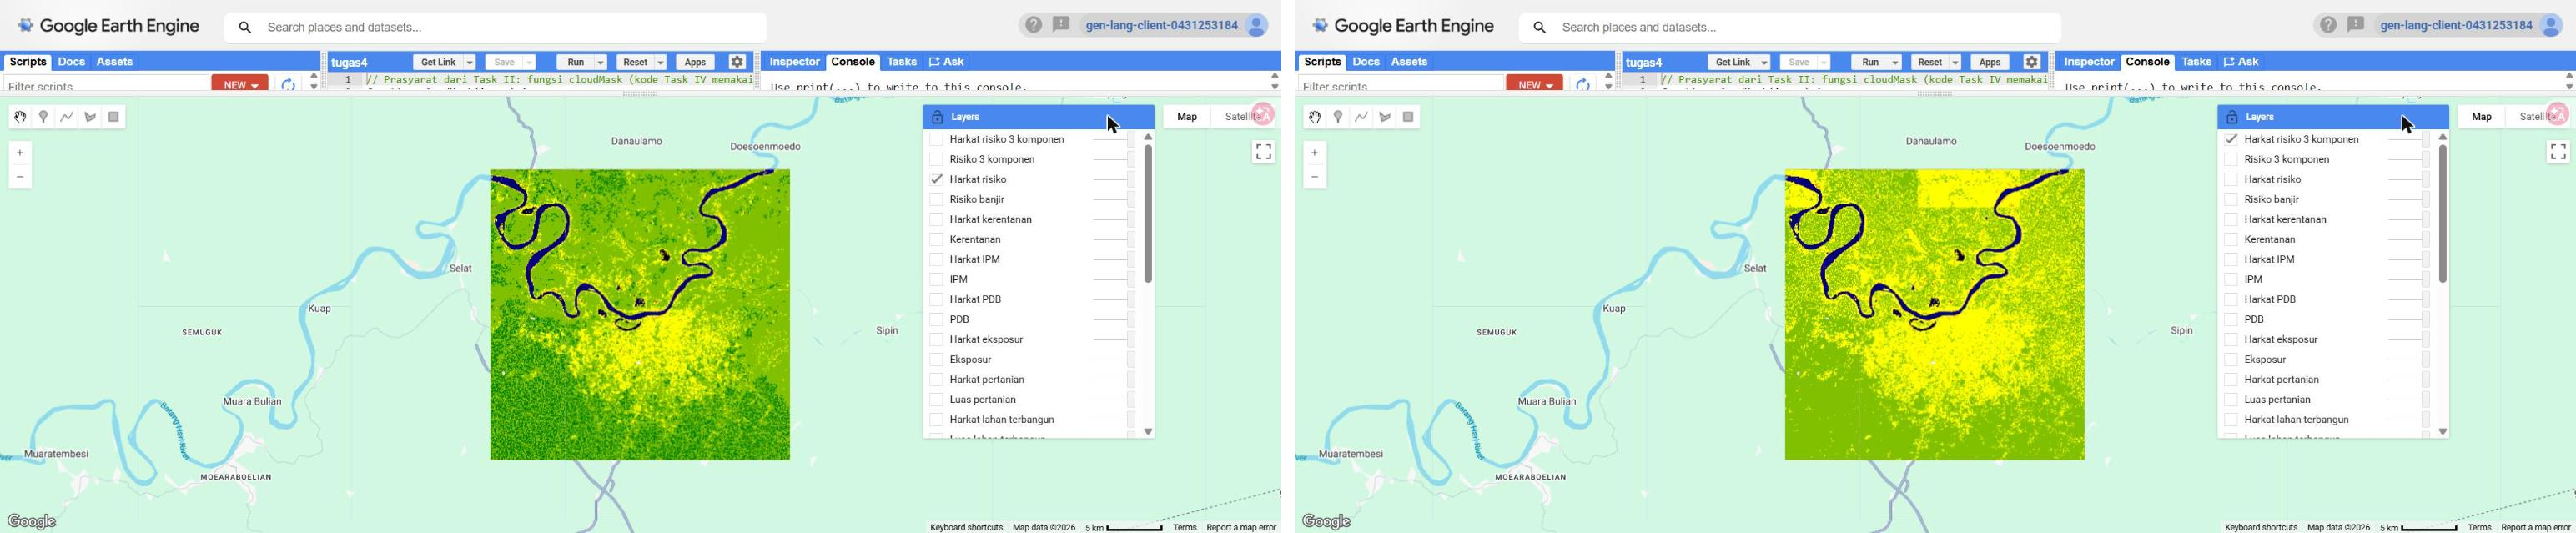 Google Earth Engine
Search places and datasets...
gen-lang-client-0431253184
Scripts Docs Assets
tugas4
Get Link Save Run Reset Apps
Inspector Console Tasks Ask
Filter scripts
NEW
1 // Prasyarat dari Task II: fungsi cloudMask (kode Task IV memakai
Use print(...) to write to this console.
Layers
Harkat risiko 3 komponen
Risiko 3 komponen
Harkat risiko
Risiko banjir
Harkat kerentanan
Kerentanan
Harkat IPM
IPM
Harkat PDB
PDB
Harkat eksposur
Eksposur
Harkat pertanian
Luas pertanian
Harkat lahan terbangun
Map Satellite
Danaulamo
Doesoenmoedo
Selat
Kuap
SEMUGUK
Sipin
Muara Bulian
Batang Hari River
Muaratembesi
MOEARABOELIAN
Google
Keyboard shortcuts Map data ©2026 5 km Terms Report a map error
Google Earth Engine
Search places and datasets...
gen-lang-client-0431253184
Scripts Docs Assets
tugas4
Get Link Save Run Reset Apps
Inspector Console Tasks Ask
Filter scripts
NEW
1 // Prasyarat dari Task II: fungsi cloudMask (kode Task IV memakai
Use print(...) to write to this console.
Layers
Harkat risiko 3 komponen
Risiko 3 komponen
Harkat risiko
Risiko banjir
Harkat kerentanan
Kerentanan
Harkat IPM
IPM
Harkat PDB
PDB
Harkat eksposur
Eksposur
Harkat pertanian
Luas pertanian
Harkat lahan terbangun
Map Satellite
Danaulamo
Doesoenmoedo
Selat
Kuap
SEMUGUK
Sipin
Muara Bulian
Batang Hari River
Muaratembesi
MOEARABOELIAN
Google
Keyboard shortcuts Map data ©2026 5 km Terms Report a map error